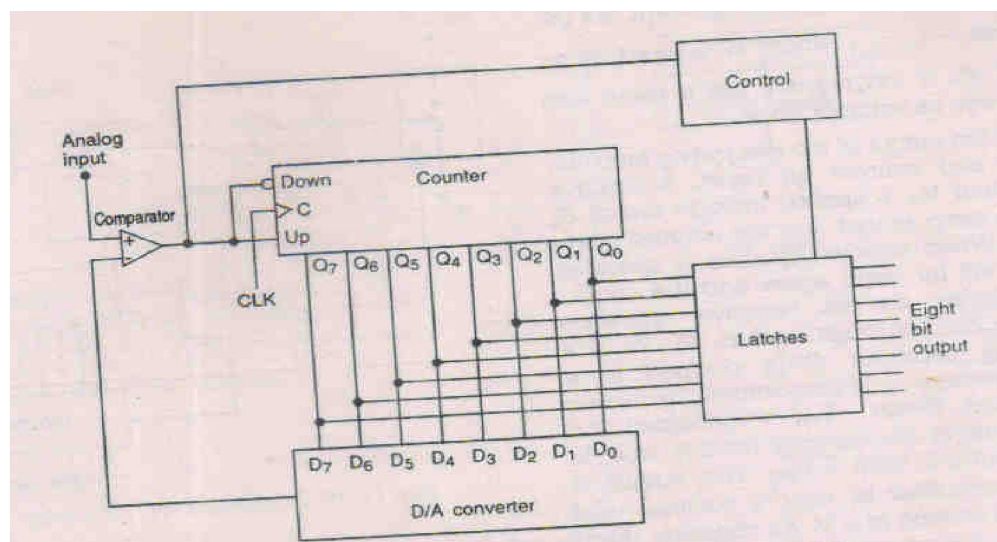 Control
Analog
input
Down
Counter
Comparator
C
+
Up
-
Q7 Q6 Q5 Q4 Q3 Q2 Q1 Q0
CLK
Latches
Eight
bit
output
D7 D6 D5 D4 D3 D2 D1 D0
D/A converter